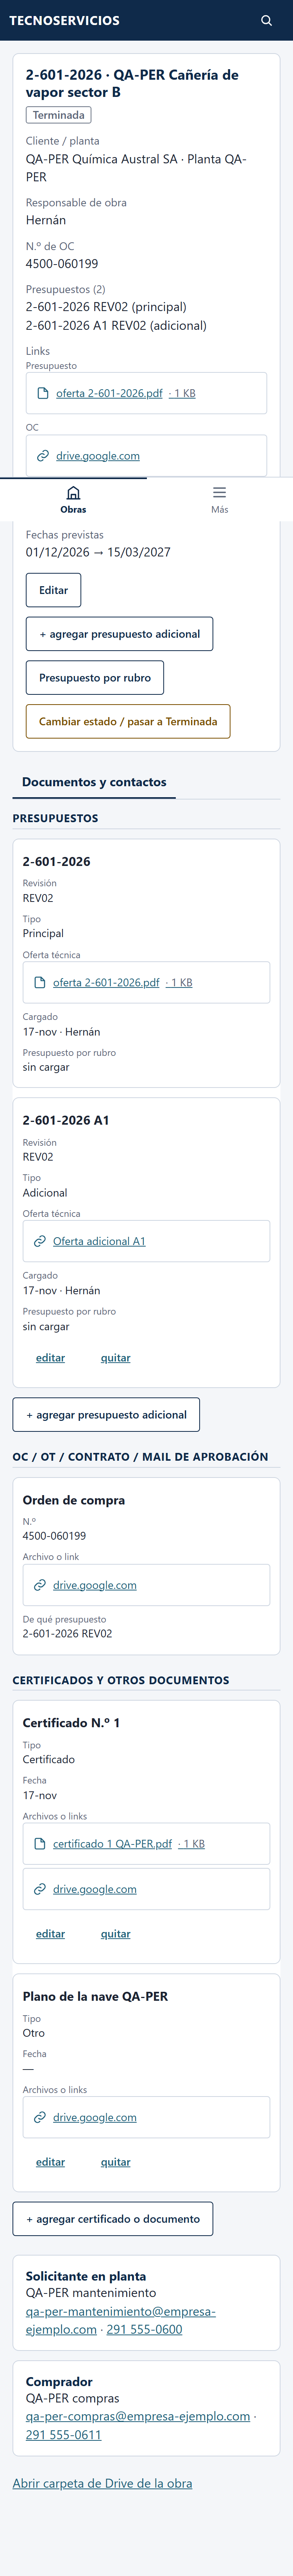 TECNOSERVICIOS
2-601-2026 · QA-PER Cañería de
vapor sector B
Terminada
Cliente / planta
QA-PER Química Austral SA · Planta QA-
PER
Responsable de obra
Hernán
N.º de OC
4500-060199
Presupuestos (2)
2-601-2026 REV02 (principal)
2-601-2026 A1 REV02 (adicional)
Links
Presupuesto
oferta 2-601-2026.pdf · 1 KB
OC
drive.google.com
Obras
Más
Fechas previstas
01/12/2026 → 15/03/2027
Editar
+ agregar presupuesto adicional
Presupuesto por rubro
Cambiar estado / pasar a Terminada
Documentos y contactos
PRESUPUESTOS
2-601-2026
Revisión
REV02
Tipo
Principal
Oferta técnica
oferta 2-601-2026.pdf · 1 KB
Cargado
17-nov · Hernán
Presupuesto por rubro
sin cargar
2-601-2026 A1
Revisión
REV02
Tipo
Adicional
Oferta técnica
Oferta adicional A1
Cargado
17-nov · Hernán
Presupuesto por rubro
sin cargar
editar quitar
+ agregar presupuesto adicional
OC / OT / CONTRATO / MAIL DE APROBACIÓN
Orden de compra
N.º
4500-060199
Archivo o link
drive.google.com
De qué presupuesto
2-601-2026 REV02
CERTIFICADOS Y OTROS DOCUMENTOS
Certificado N.º 1
Tipo
Certificado
Fecha
17-nov
Archivos o links
certificado 1 QA-PER.pdf · 1 KB
drive.google.com
editar quitar
Plano de la nave QA-PER
Tipo
Otro
Fecha
—
Archivos o links
drive.google.com
editar quitar
+ agregar certificado o documento
Solicitante en planta
QA-PER mantenimiento
qa-per-mantenimiento@empresa-
ejemplo.com · 291 555-0600
Comprador
QA-PER compras
qa-per-compras@empresa-ejemplo.com ·
291 555-0611
Abrir carpeta de Drive de la obra